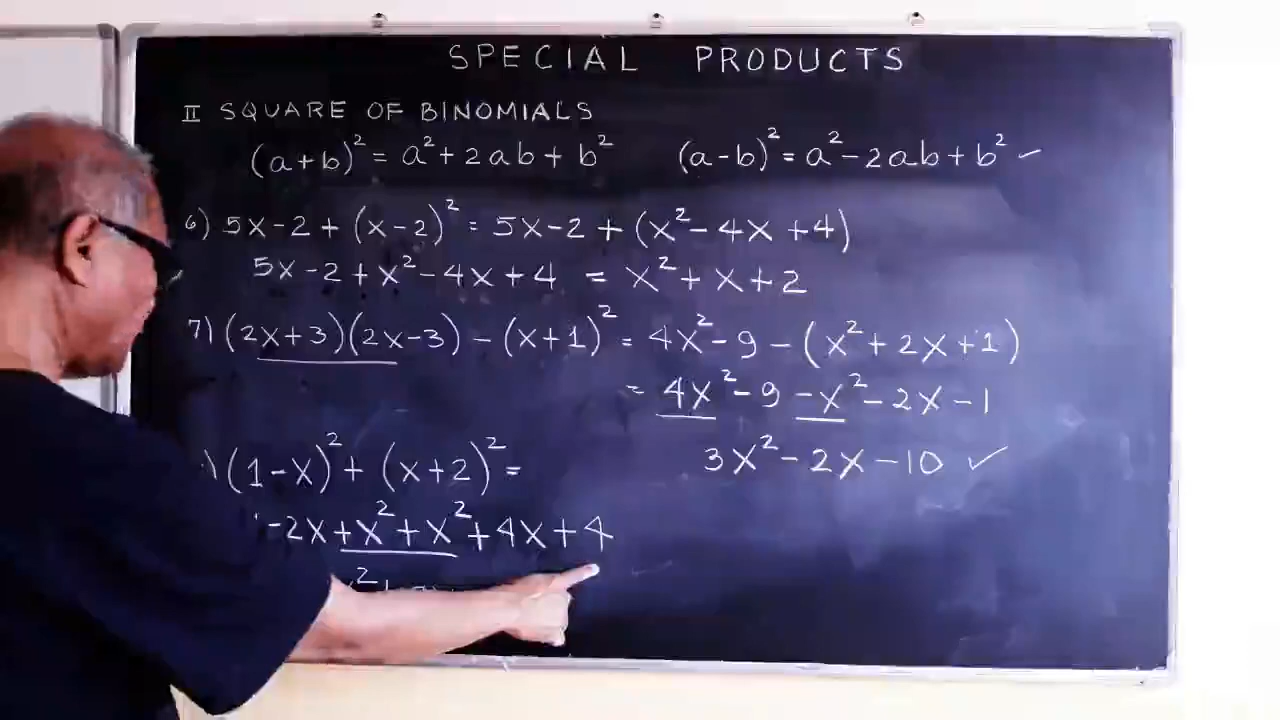 SPECIAL PRODUCTS
II SQUARE OF BINOMIALS
(a+b)² = a² + 2ab + b² (a-b)² = a² - 2ab + b² ✓
6) 5x-2 + (x-2)² = 5x-2 + (x² - 4x + 4)
5x - 2 + x² - 4x + 4 = x² + x + 2
7) (2x+3)(2x-3) - (x+1)² = 4x² - 9 - (x² + 2x + 1)
= 4x² - 9 - x² - 2x - 1
3x² - 2x - 10 ✓
) (1-x)² + (x+2)² =
-2x + x² + x² + 4x + 4